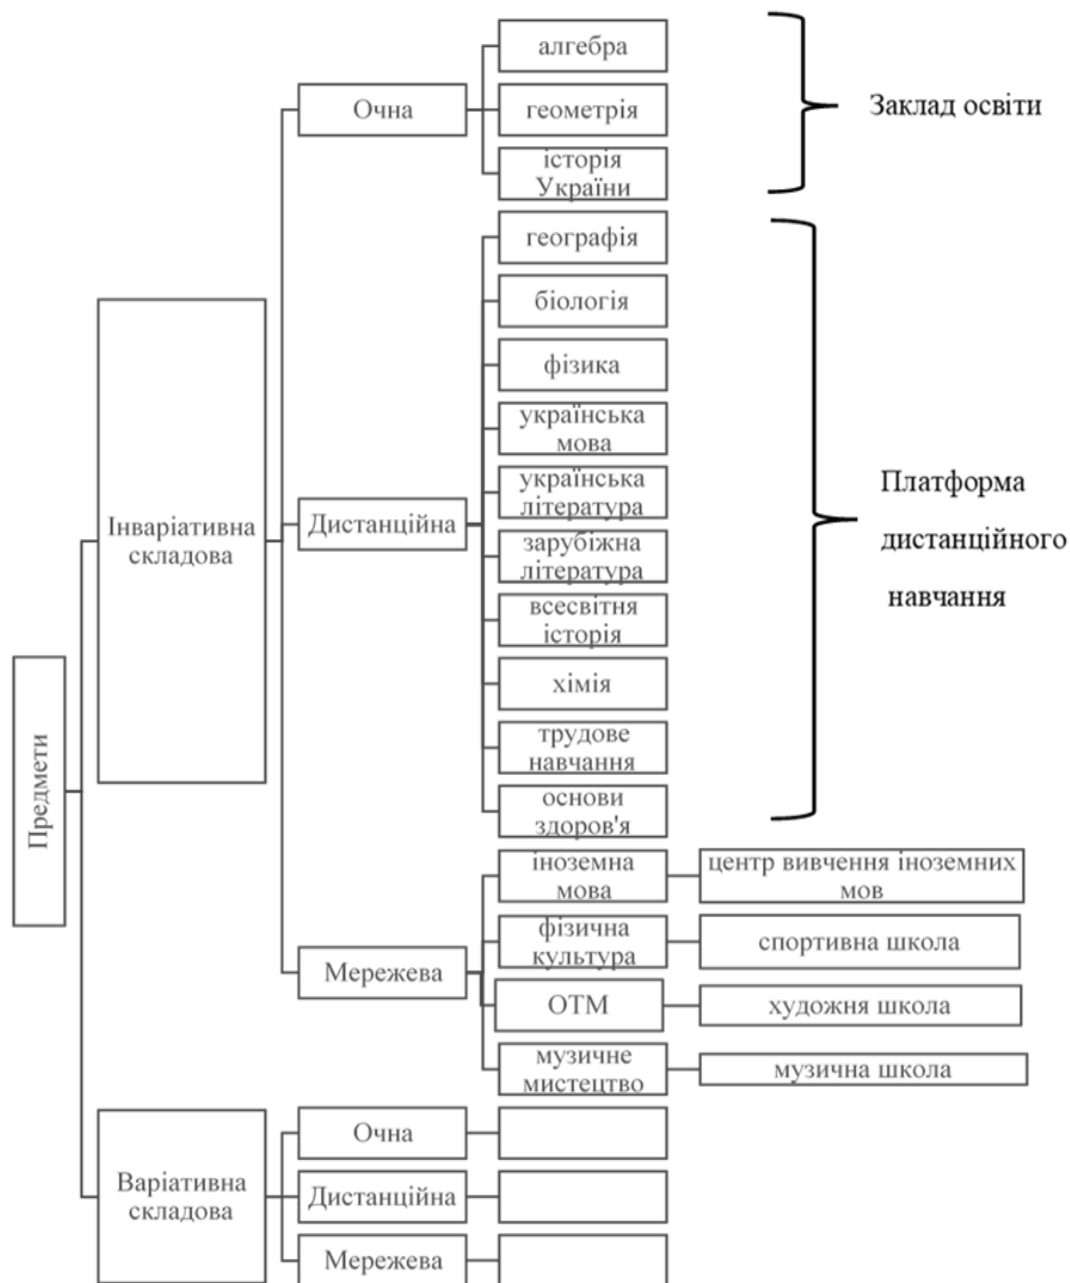 Предмети
Інваріативна
складова
Очна
алгебра
геометрія
історія
України
Заклад освіти
Дистанційна
географія
біологія
фізика
українська
мова
українська
література
зарубіжна
література
всесвітня
історія
хімія
трудове
навчання
основи
здоров'я
Платформа
дистанційного
навчання
Мережева
іноземна
мова
центр вивчення іноземних
мов
фізична
культура
спортивна школа
ОТМ
художня школа
музичне
мистецтво
музична школа
Варіативна
складова
Очна
Дистанційна
Мережева